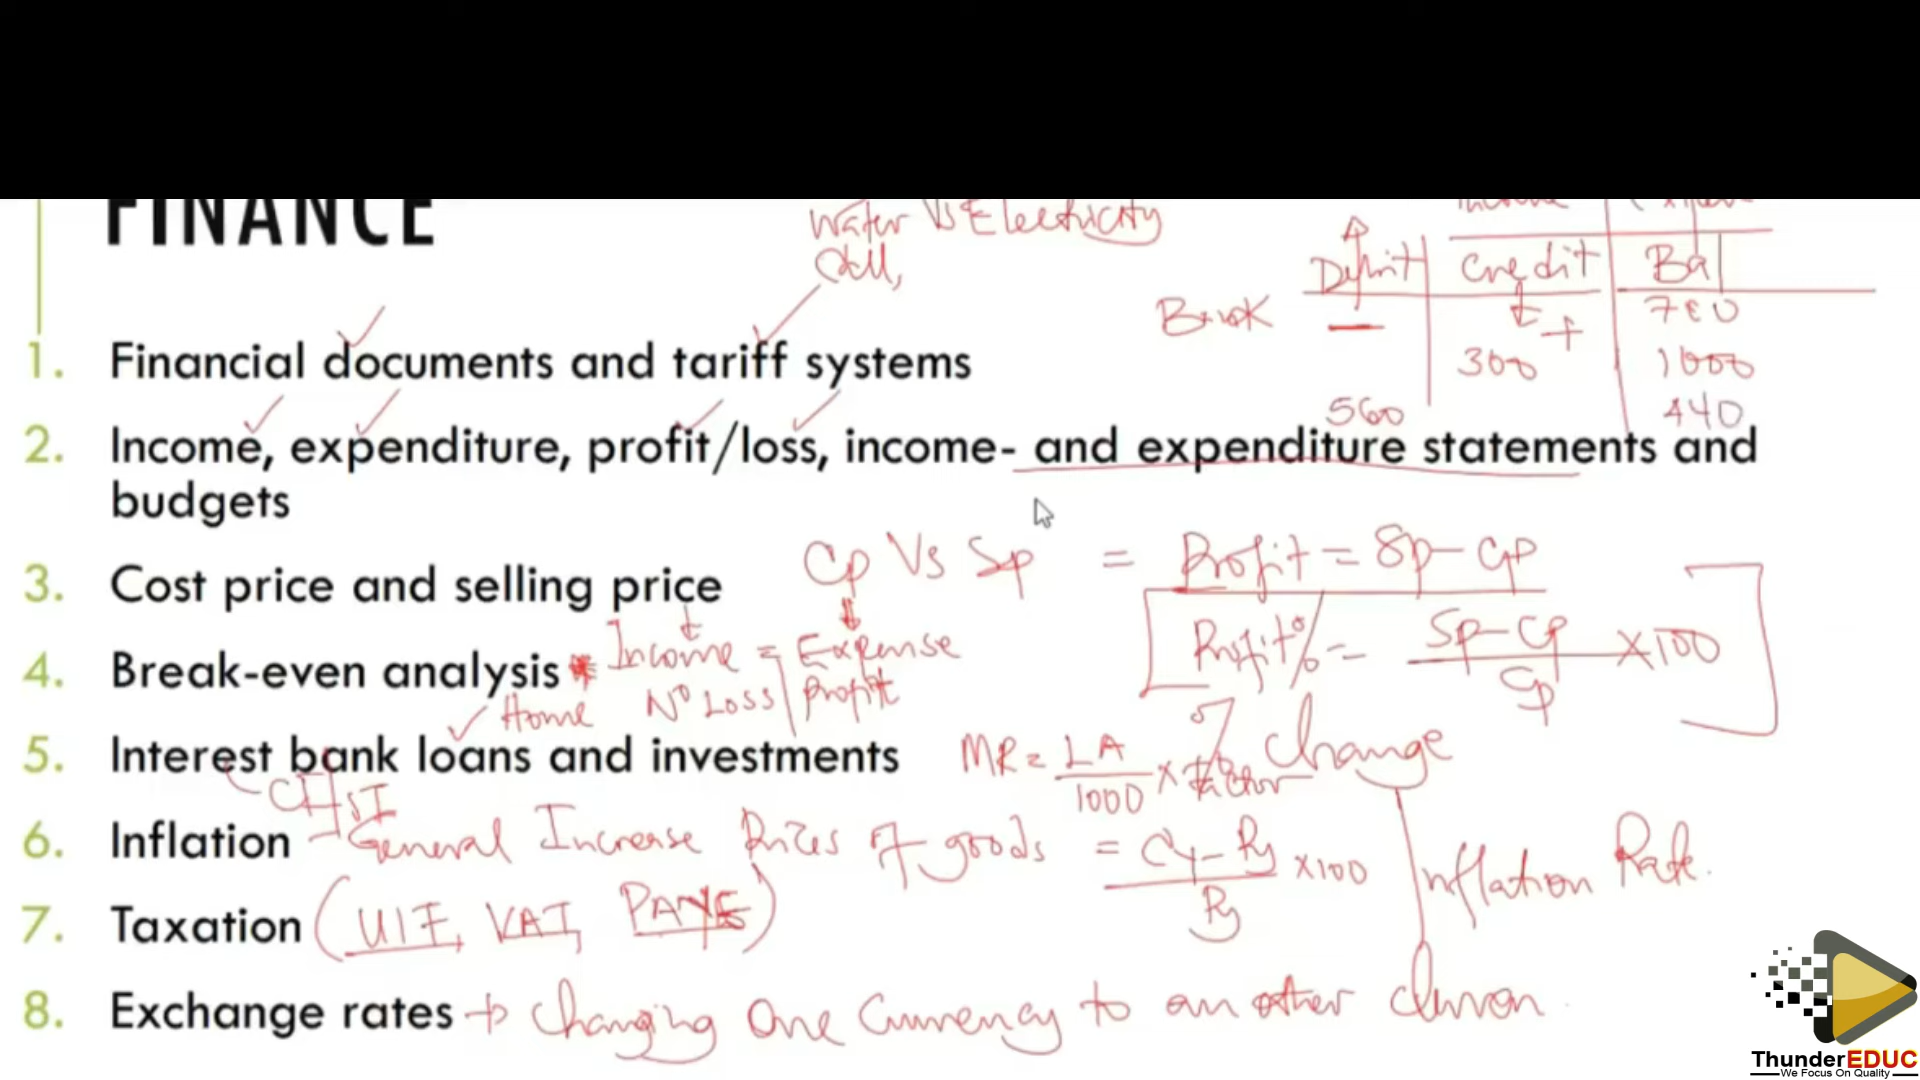 FINANCE
Water Vs Electricity
Debit Credit Bal
Bank
780
300 + 1000
560 440
1. Financial documents and tariff systems
2. Income, expenditure, profit/loss, income- and expenditure statements and
budgets
Cp Vs Sp = Profit = Sp - Cp
3. Cost price and selling price
Profit% = Sp - Cp × 100
Cp
Income = Expense
4. Break-even analysis
No Loss Profit
Home
% change
5. Interest bank loans and investments
MR = LA × factor
1000
CI SI
6. Inflation General Increase Prizes of goods = Cy - Py × 100
Py
Inflation Rate.
7. Taxation (UIF, VAT, PAYE)
8. Exchange rates → Changing One Currency to another
ThunderEDUC
We Focus On Quality